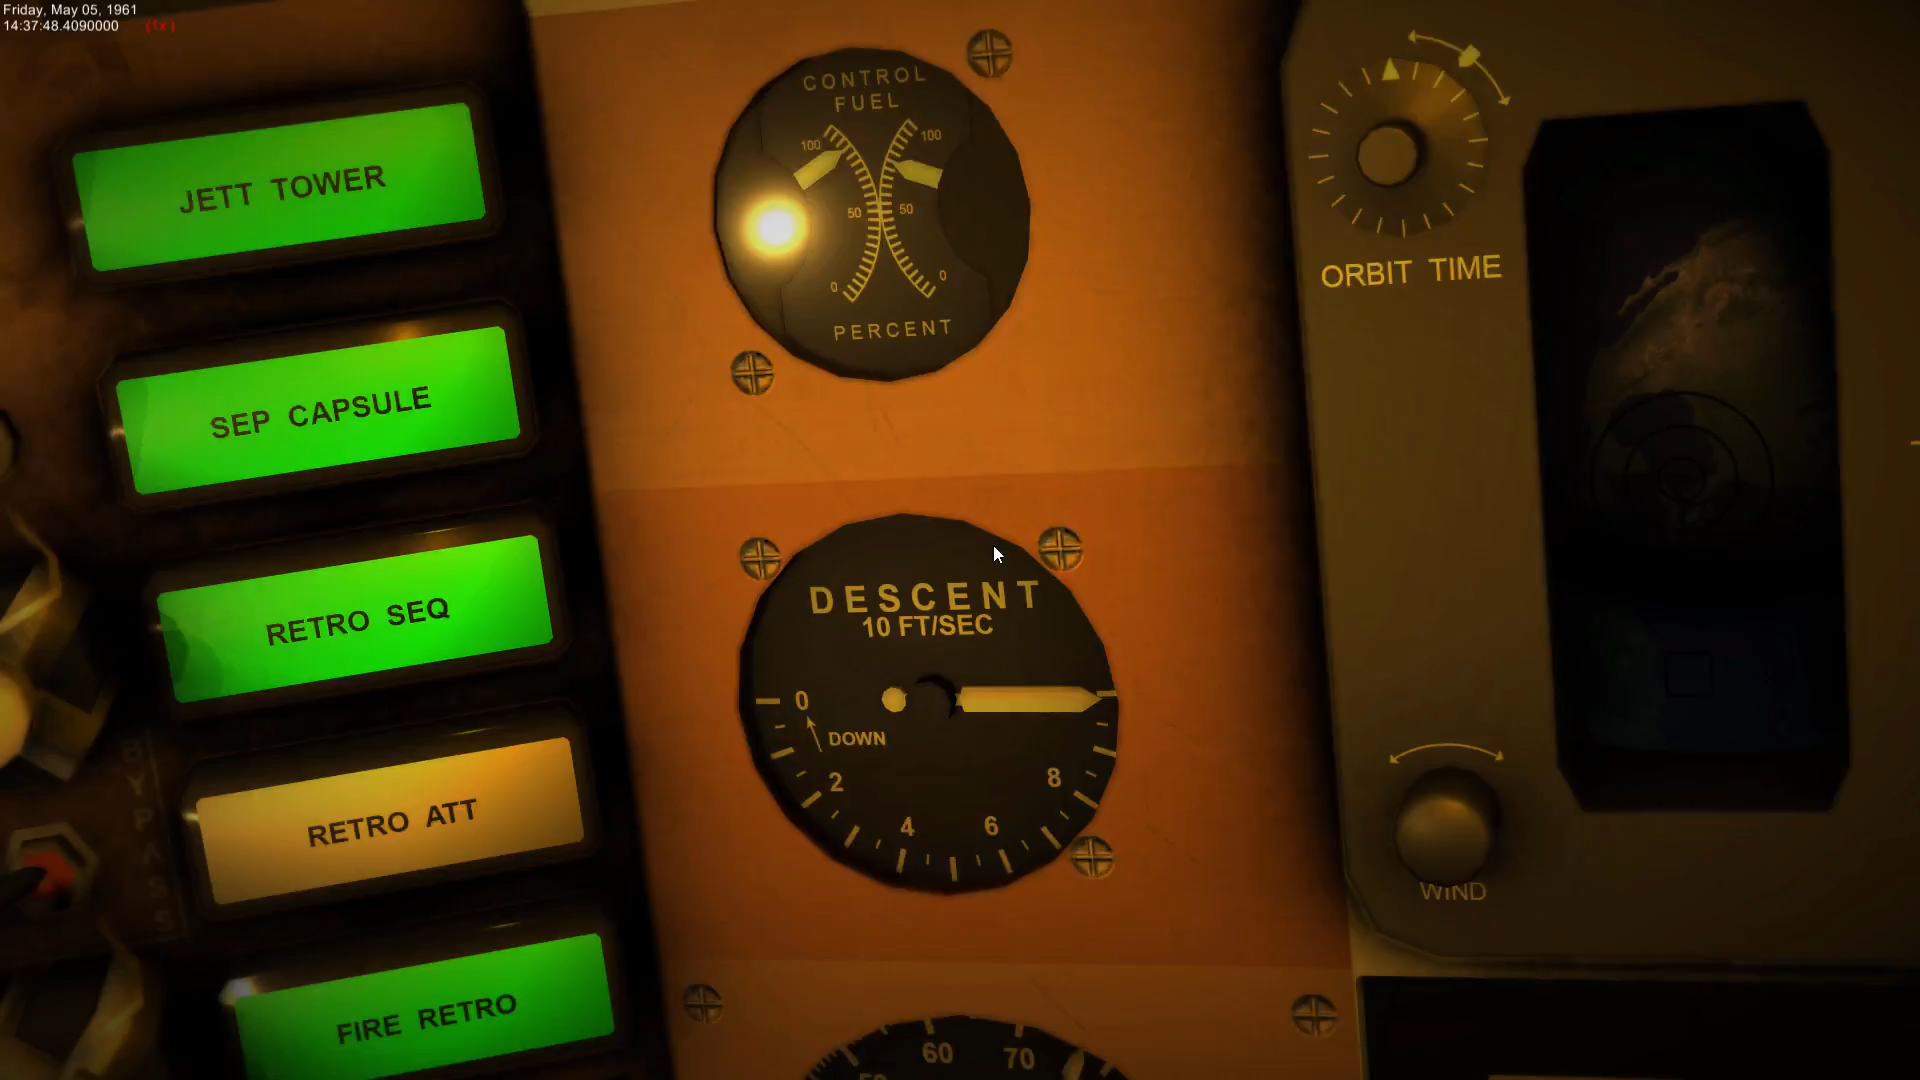 Friday, May 05, 1961
14:37:48.4090000 (1x)
JETT TOWER
SEP CAPSULE
RETRO SEQ
RETRO ATT
FIRE RETRO
BYPASS
CONTROL
FUEL
100 100
50 50
0 0
PERCENT
DESCENT
10 FT/SEC
0
DOWN
2 8
4 6
60 70
ORBIT TIME
WIND